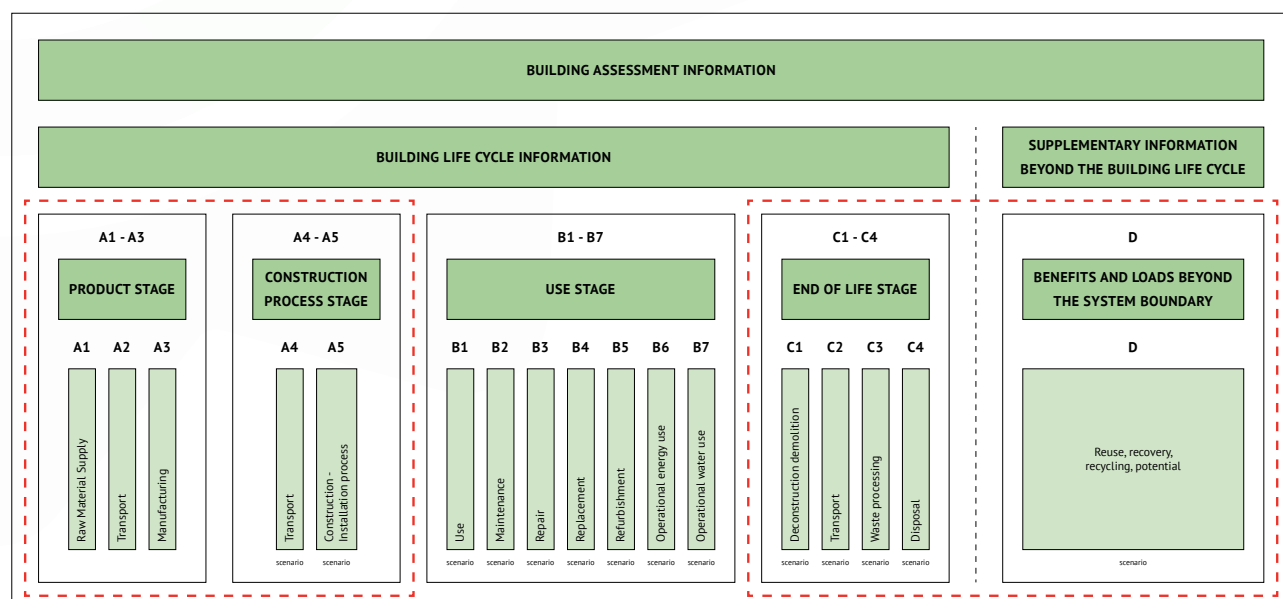 BUILDING ASSESSMENT INFORMATION
BUILDING LIFE CYCLE INFORMATION
SUPPLEMENTARY INFORMATION
BEYOND THE BUILDING LIFE CYCLE
A1 - A3
PRODUCT STAGE
A1
A2
A3
Raw Material Supply
Transport
Manufacturing
A4 - A5
CONSTRUCTION
PROCESS STAGE
A4
A5
Transport
Construction -
Installation process
scenario
scenario
B1 - B7
USE STAGE
B1
B2
B3
B4
B5
B6
B7
Use
Maintenance
Repair
Replacement
Refurbishment
Operational energy use
Operational water use
scenario
scenario
scenario
scenario
scenario
scenario
scenario
C1 - C4
END OF LIFE STAGE
C1
C2
C3
C4
Deconstruction demolition
Transport
Waste processing
Disposal
scenario
scenario
scenario
scenario
D
BENEFITS AND LOADS BEYOND
THE SYSTEM BOUNDARY
D
Reuse, recovery,
recycling, potential
scenario